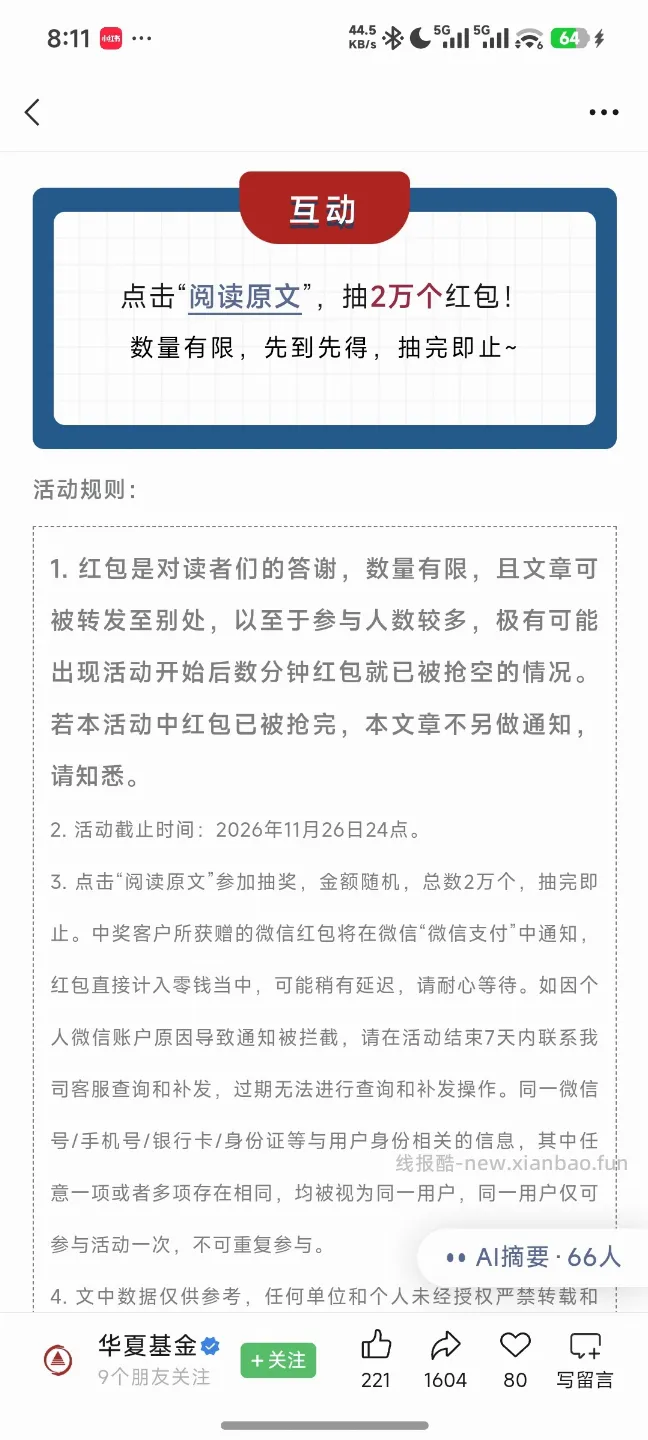 8:11 小红书 ...
44.5 KB/s 5G 5G 6 64
互动
点击“阅读原文”，抽2万个红包！
数量有限，先到先得，抽完即止~
活动规则：
1. 红包是对读者们的答谢，数量有限，且文章可
被转发至别处，以至于参与人数较多，极有可能
出现活动开始后数分钟红包就已被抢空的情况。
若本活动中红包已被抢完，本文章不另做通知，
请知悉。
2. 活动截止时间：2026年11月26日24点。
3. 点击“阅读原文”参加抽奖，金额随机，总数2万个，抽完即
止。中奖客户所获赠的微信红包将在微信“微信支付”中通知，
红包直接计入零钱当中，可能稍有延迟，请耐心等待。如因个
人微信账户原因导致通知被拦截，请在活动结束7天内联系我
司客服查询和补发，过期无法进行查询和补发操作。同一微信
号/手机号/银行卡/身份证等与用户身份相关的信息，其中任
线报酷-new.xianbao.fun
意一项或者多项存在相同，均被视为同一用户，同一用户仅可
参与活动一次，不可重复参与。
AI摘要 · 66人
4. 文中数据仅供参考，任何单位和个人未经授权严禁转载和
华夏基金
9个朋友关注
+关注
221
1604
80
写留言